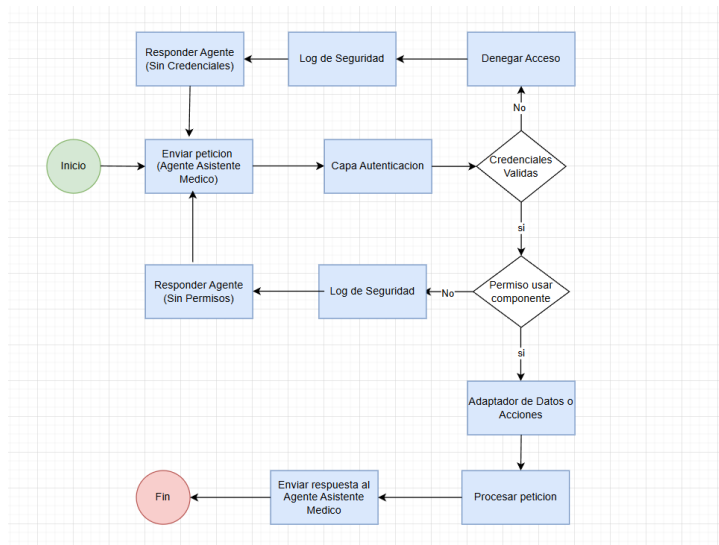 Responder Agente
(Sin Credenciales)
Log de Seguridad
Denegar Acceso
No
Inicio
Enviar peticion
(Agente Asistente
Medico)
Capa Autenticacion
Credenciales
Validas
si
Responder Agente
(Sin Permisos)
Log de Seguridad
No
Permiso usar
componente
si
Adaptador de Datos o
Acciones
Fin
Enviar respuesta al
Agente Asistente
Medico
Procesar peticion